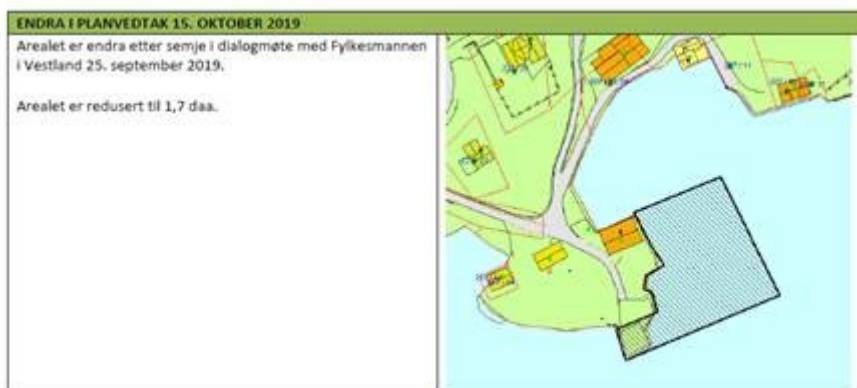 ENDRA I PLANVEDTAK 15. OKTOBER 2019
Arealet er endra etter semje i dialogmøte med Fylkesmannen
i Vestland 25. september 2019.
Arealet er redusert til 1,7 daa.